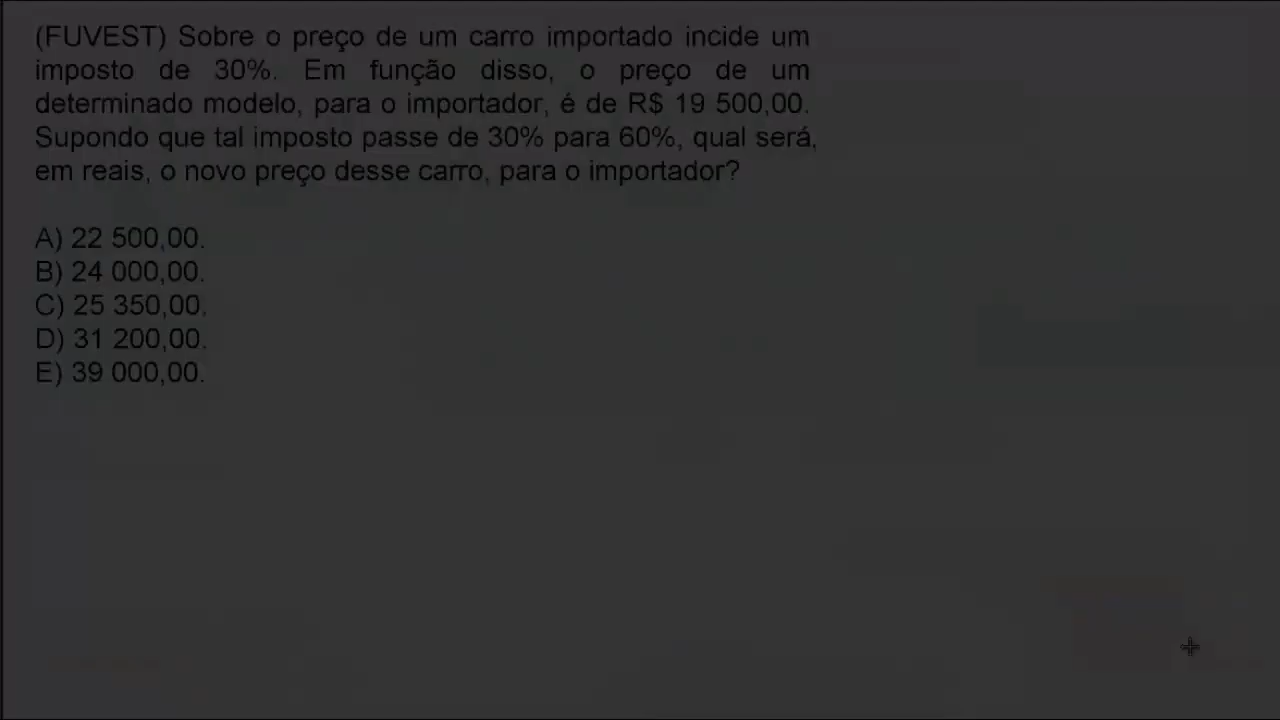 (FUVEST) Sobre o preço de um carro importado incide um
imposto de 30%. Em função disso, o preço de um
determinado modelo, para o importador, é de R$ 19 500,00.
Supondo que tal imposto passe de 30% para 60%, qual será,
em reais, o novo preço desse carro, para o importador?
A) 22 500,00.
B) 24 000,00.
C) 25 350,00.
D) 31 200,00.
E) 39 000,00.